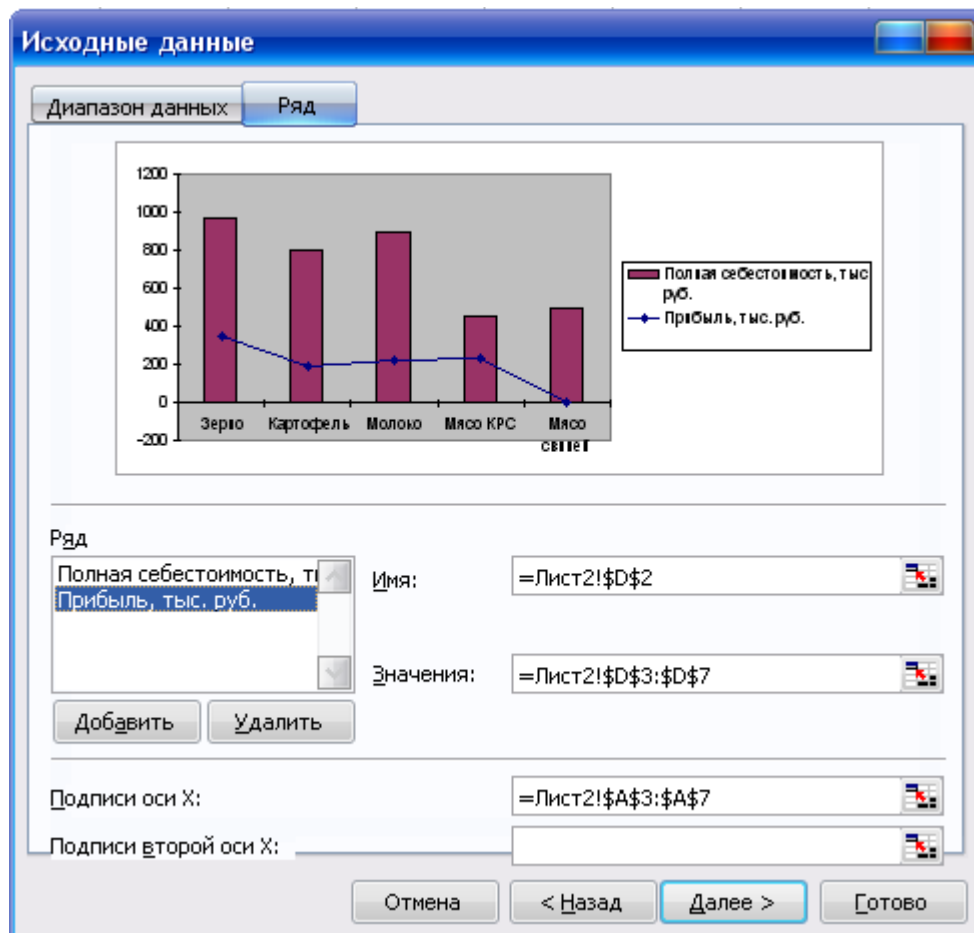 Исходные данные
Диапазон данных
Ряд
1200
1000
800
600
400
200
0
-200
Зерно
Картофель
Молоко
Мясо КРС
Мясо
свиней
Полная себестоимость, тыс
руб.
Прибыль, тыс. руб.
Ряд
Полная себестоимость, ты
Прибыль, тыс. руб.
Имя:
=Лист2!$D$2
Значения:
=Лист2!$D$3:$D$7
Добавить
Удалить
Подписи оси X:
=Лист2!$A$3:$A$7
Подписи второй оси X:
Отмена
< Назад
Далее >
Готово